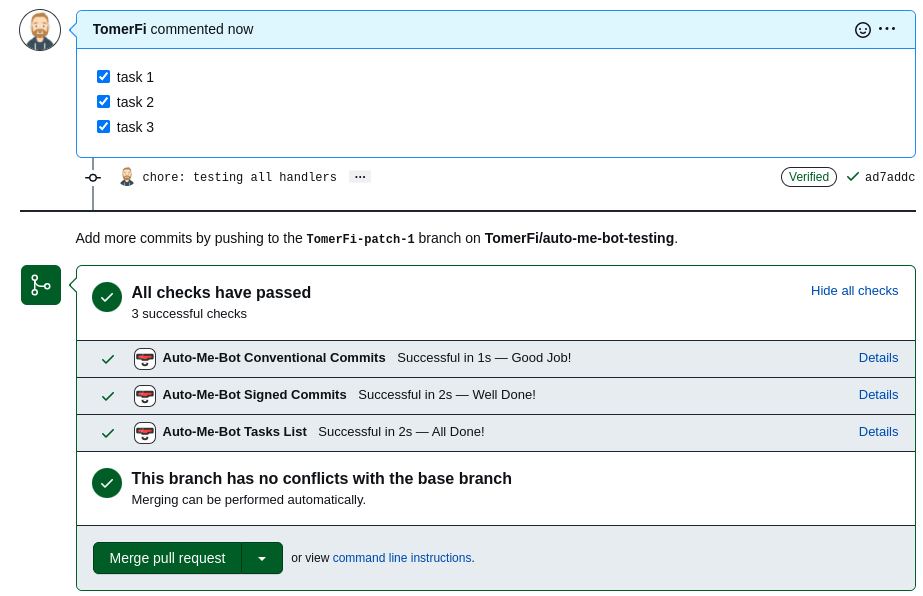 TomerFi commented now
task 1
task 2
task 3
chore: testing all handlers ... Verified ad7addc
Add more commits by pushing to the TomerFi-patch-1 branch on TomerFi/auto-me-bot-testing.
All checks have passed Hide all checks
3 successful checks
Auto-Me-Bot Conventional Commits Successful in 1s — Good Job! Details
Auto-Me-Bot Signed Commits Successful in 2s — Well Done! Details
Auto-Me-Bot Tasks List Successful in 2s — All Done! Details
This branch has no conflicts with the base branch
Merging can be performed automatically.
Merge pull request or view command line instructions.